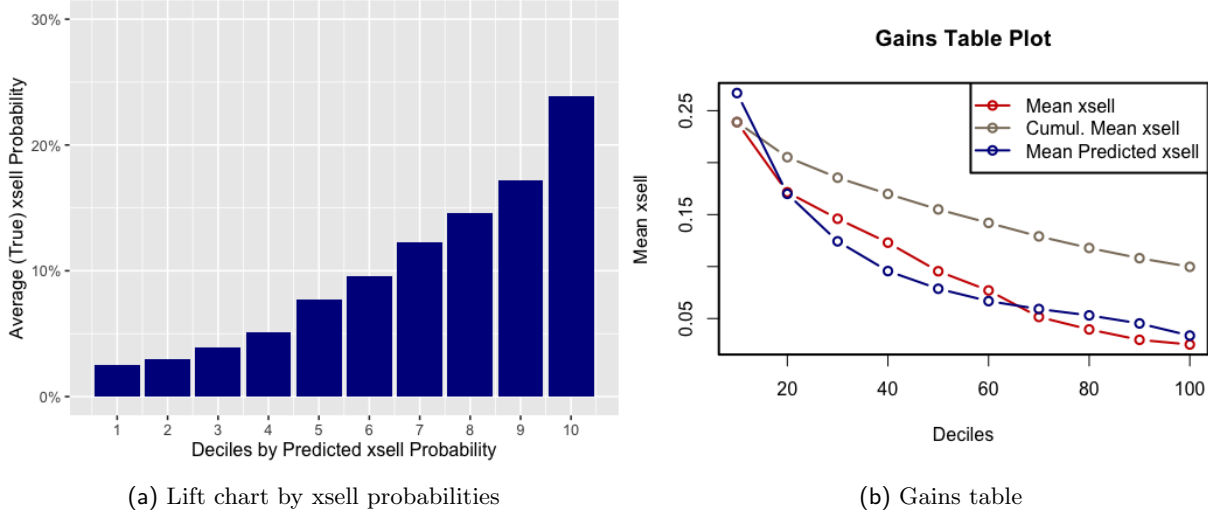 30%
20%
10%
0%
Average (True) xsell Probability
1 2 3 4 5 6 7 8 9 10
Deciles by Predicted xsell Probability
(a) Lift chart by xsell probabilities
Gains Table Plot
Mean xsell
Cumul. Mean xsell
Mean Predicted xsell
0.25
0.15
0.05
Mean xsell
20 40 60 80 100
Deciles
(b) Gains table